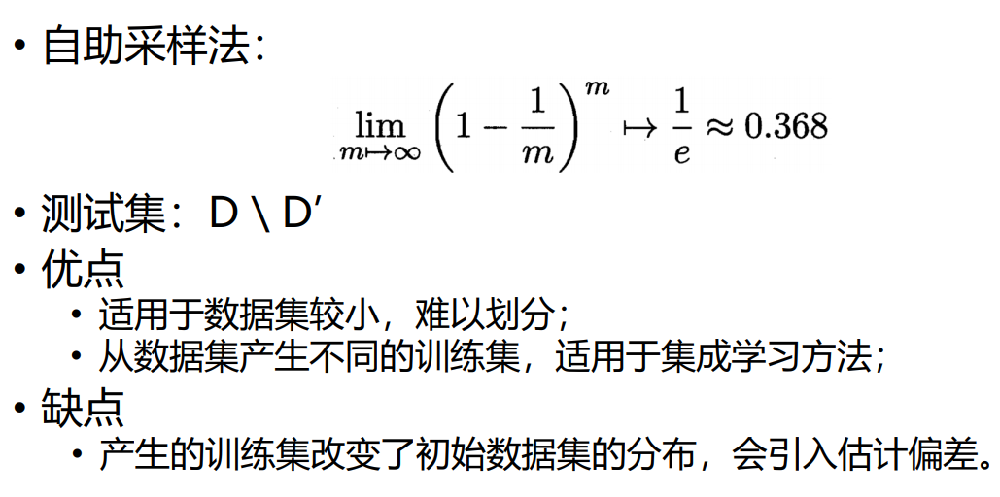 • 自助采样法：
$$\lim_{m \mapsto \infty} \left(1 - \frac{1}{m}\right)^m \mapsto \frac{1}{e} \approx 0.368$$
• 测试集：D \ D′
• 优点
• 适用于数据集较小，难以划分；
• 从数据集产生不同的训练集，适用于集成学习方法；
• 缺点
• 产生的训练集改变了初始数据集的分布，会引入估计偏差。